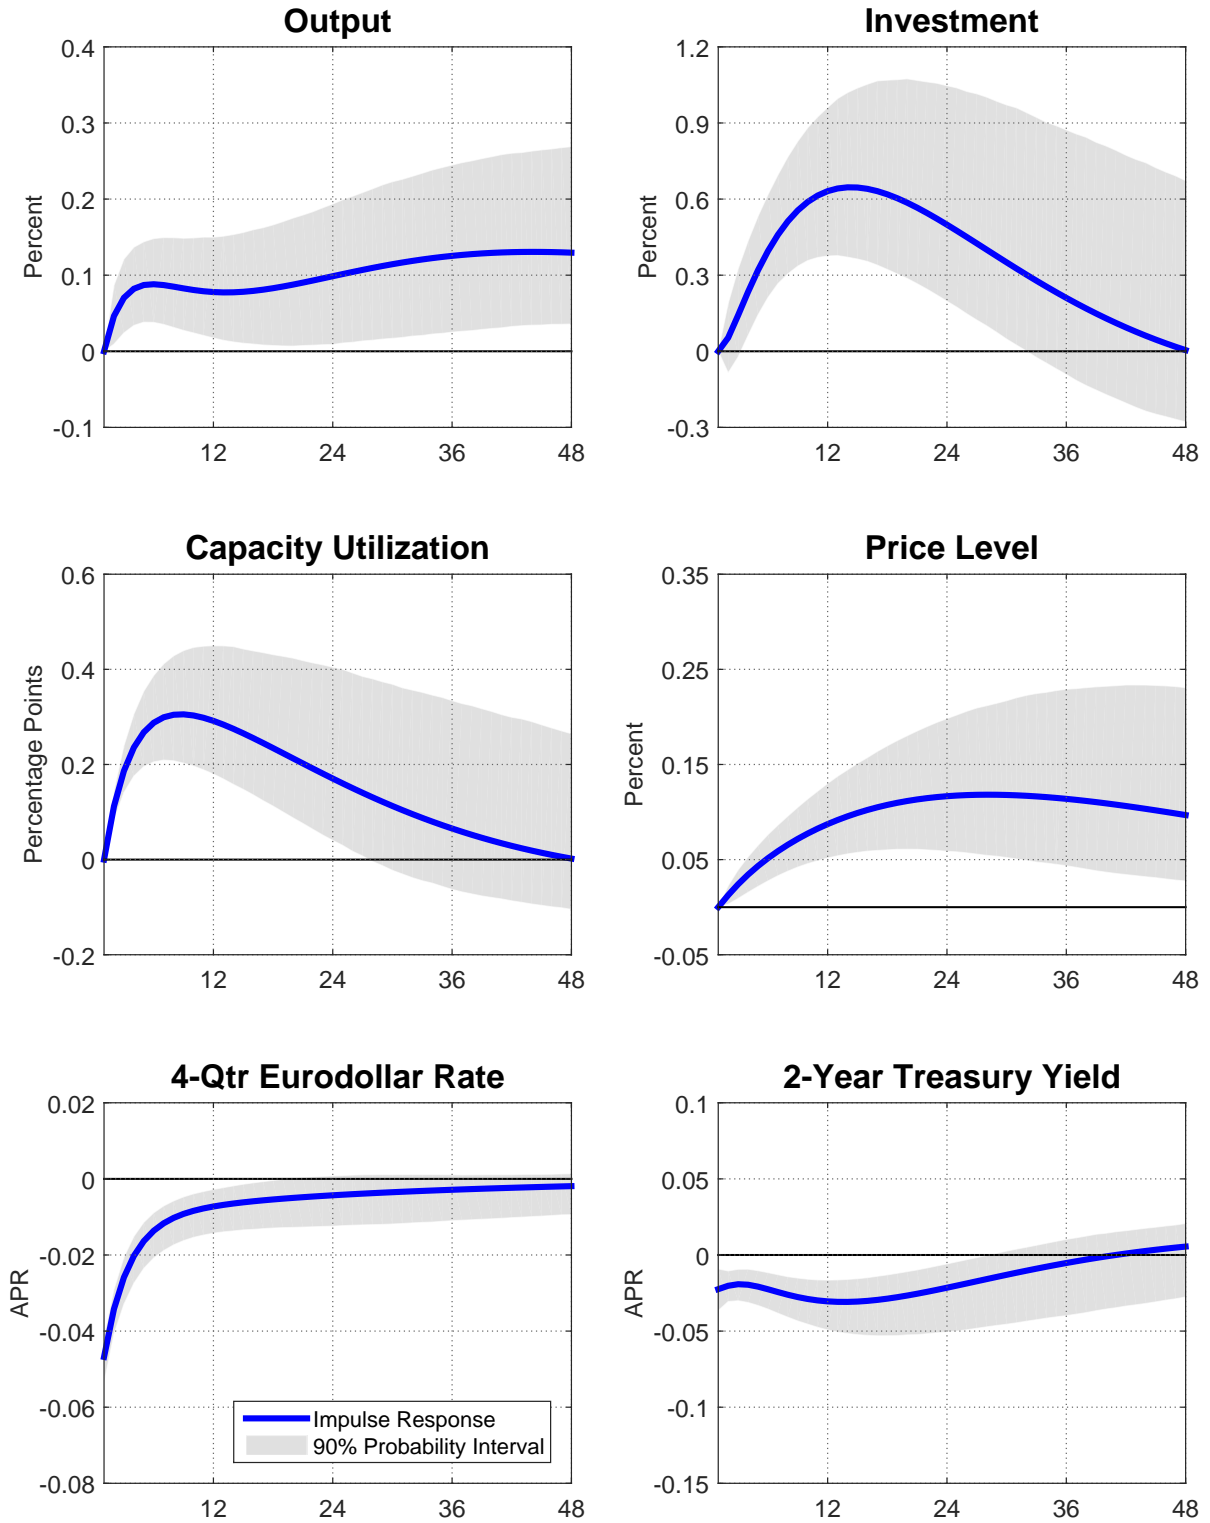 Output
Percent
0.4
0.3
0.2
0.1
0
-0.1
12 24 36 48
Investment
Percent
1.2
0.9
0.6
0.3
0
-0.3
12 24 36 48
Capacity Utilization
Percentage Points
0.6
0.4
0.2
0
-0.2
12 24 36 48
Price Level
Percent
0.35
0.25
0.15
0.05
-0.05
12 24 36 48
4-Qtr Eurodollar Rate
APR
0.02
0
-0.02
-0.04
-0.06
-0.08
Impulse Response
90% Probability Interval
12 24 36 48
2-Year Treasury Yield
APR
0.1
0.05
0
-0.05
-0.1
-0.15
12 24 36 48